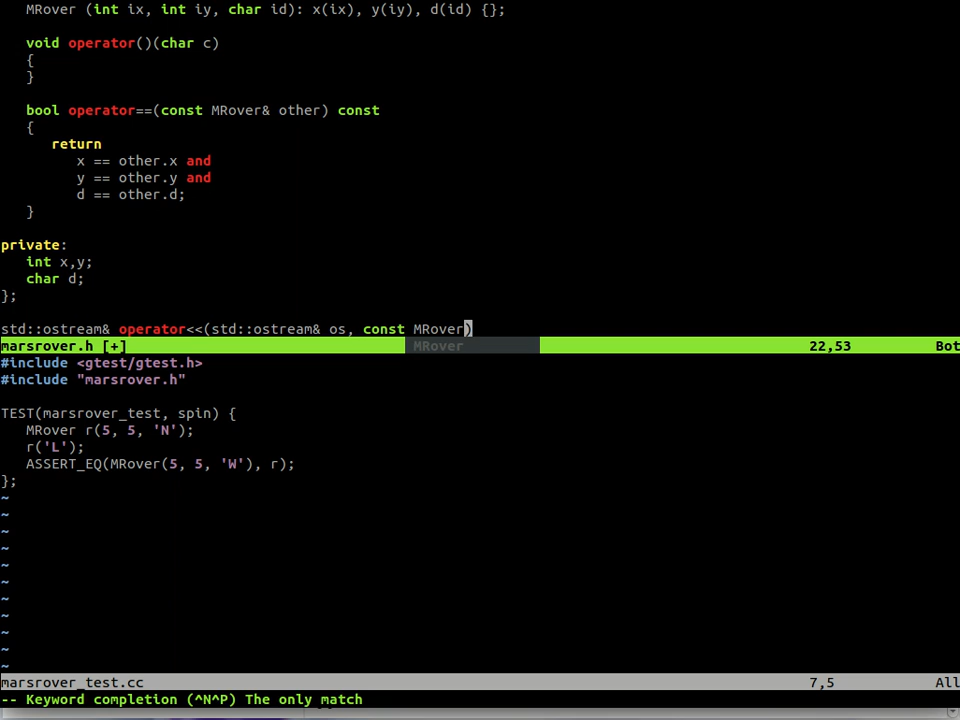 MRover (int ix, int iy, char id): x(ix), y(iy), d(id) {};
void operator()(char c)
{
}
bool operator==(const MRover& other) const
{
return
x == other.x and
y == other.y and
d == other.d;
}
private:
int x,y;
char d;
};
std::ostream& operator<<(std::ostream& os, const MRover)
marsrover.h [+] MRover 22,53 Bot
#include <gtest/gtest.h>
#include "marsrover.h"
TEST(marsrover_test, spin) {
MRover r(5, 5, 'N');
r('L');
ASSERT_EQ(MRover(5, 5, 'W'), r);
};
~
~
~
~
~
~
~
~
~
~
~
marsrover_test.cc 7,5 All
-- Keyword completion (^N^P) The only match